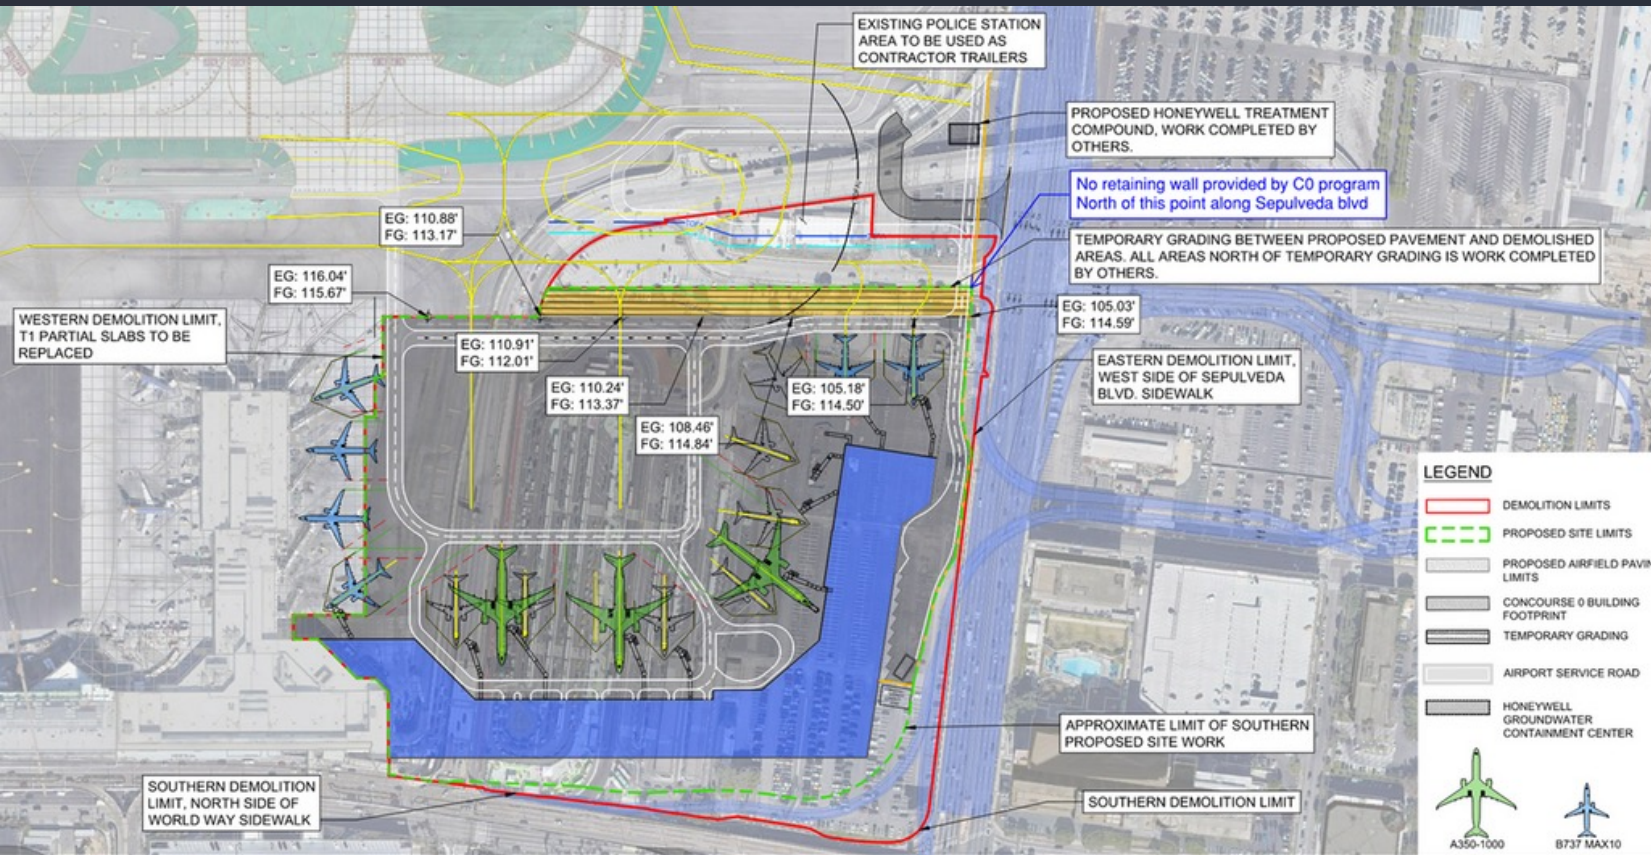 EXISTING POLICE STATION
AREA TO BE USED AS
CONTRACTOR TRAILERS
PROPOSED HONEYWELL TREATMENT
COMPOUND, WORK COMPLETED BY
OTHERS.
No retaining wall provided by C0 program
North of this point along Sepulveda blvd
EG: 110.88'
FG: 113.17'
TEMPORARY GRADING BETWEEN PROPOSED PAVEMENT AND DEMOLISHED
AREAS. ALL AREAS NORTH OF TEMPORARY GRADING IS WORK COMPLETED
BY OTHERS.
EG: 116.04'
FG: 115.67'
EG: 105.03'
FG: 114.59'
WESTERN DEMOLITION LIMIT,
T1 PARTIAL SLABS TO BE
REPLACED
EG: 110.91'
FG: 112.01'
EASTERN DEMOLITION LIMIT,
WEST SIDE OF SEPULVEDA
BLVD. SIDEWALK
EG: 110.24'
FG: 113.37'
EG: 105.18'
FG: 114.50'
EG: 108.46'
FG: 114.84'
LEGEND
DEMOLITION LIMITS
PROPOSED SITE LIMITS
PROPOSED AIRFIELD PAVIN
LIMITS
CONCOURSE 0 BUILDING
FOOTPRINT
TEMPORARY GRADING
AIRPORT SERVICE ROAD
HONEYWELL
GROUNDWATER
CONTAINMENT CENTER
A350-1000
B737 MAX10
APPROXIMATE LIMIT OF SOUTHERN
PROPOSED SITE WORK
SOUTHERN DEMOLITION
LIMIT, NORTH SIDE OF
WORLD WAY SIDEWALK
SOUTHERN DEMOLITION LIMIT